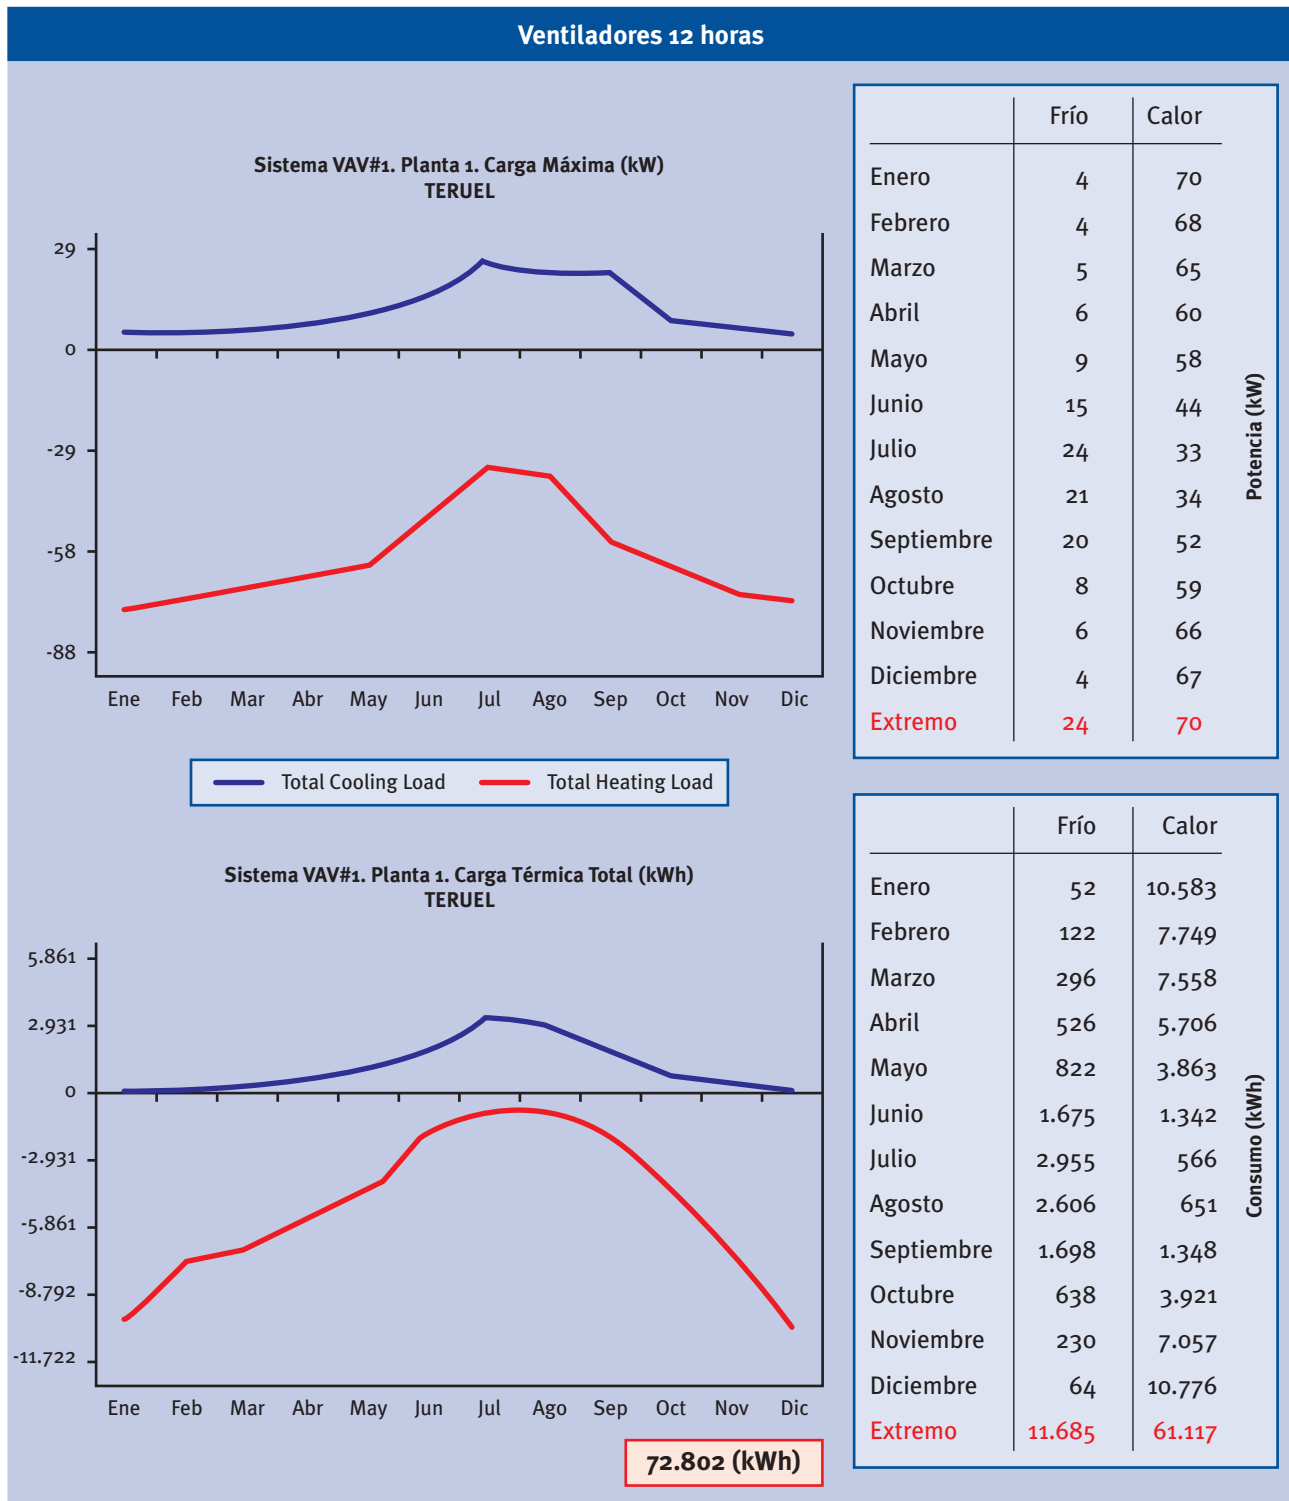 Ventiladores 12 horas
Sistema VAV#1. Planta 1. Carga Máxima (kW)
TERUEL
29
0
-29
-58
-88
Ene Feb Mar Abr May Jun Jul Ago Sep Oct Nov Dic
Total Cooling Load Total Heating Load
Frío Calor
Enero 4 70
Febrero 4 68
Marzo 5 65
Abril 6 60
Mayo 9 58
Junio 15 44
Julio 24 33
Agosto 21 34
Septiembre 20 52
Octubre 8 59
Noviembre 6 66
Diciembre 4 67
Extremo 24 70
Potencia (kW)
Sistema VAV#1. Planta 1. Carga Térmica Total (kWh)
TERUEL
5.861
2.931
0
-2.931
-5.861
-8.792
-11.722
Ene Feb Mar Abr May Jun Jul Ago Sep Oct Nov Dic
72.802 (kWh)
Frío Calor
Enero 52 10.583
Febrero 122 7.749
Marzo 296 7.558
Abril 526 5.706
Mayo 822 3.863
Junio 1.675 1.342
Julio 2.955 566
Agosto 2.606 651
Septiembre 1.698 1.348
Octubre 638 3.921
Noviembre 230 7.057
Diciembre 64 10.776
Extremo 11.685 61.117
Consumo (kWh)